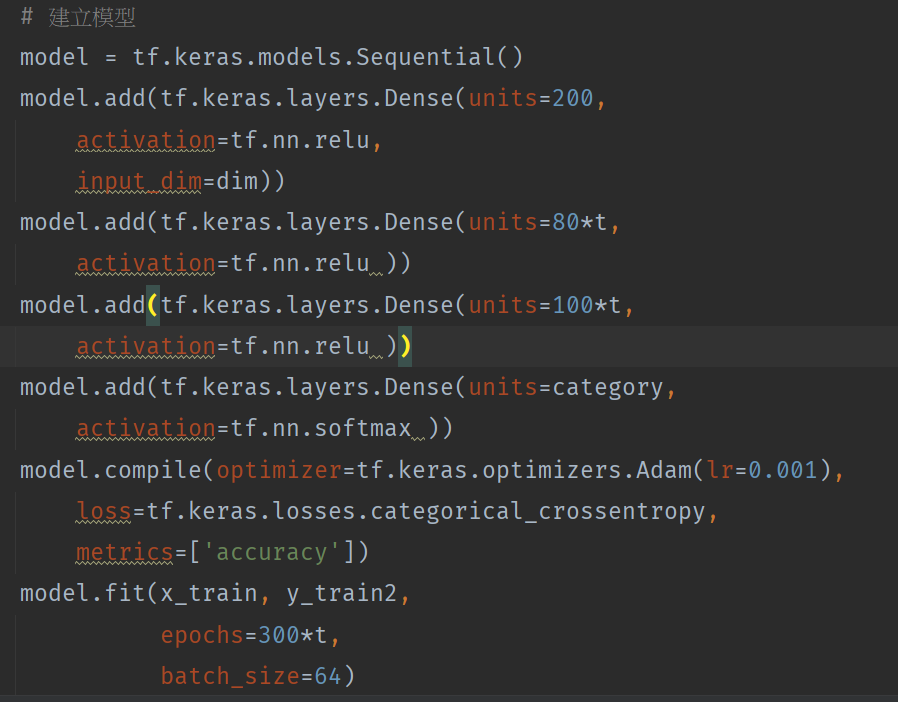 # 建立模型
model = tf.keras.models.Sequential()
model.add(tf.keras.layers.Dense(units=200,
    activation=tf.nn.relu,
    input_dim=dim))
model.add(tf.keras.layers.Dense(units=80*t,
    activation=tf.nn.relu ))
model.add(tf.keras.layers.Dense(units=100*t,
    activation=tf.nn.relu ))
model.add(tf.keras.layers.Dense(units=category,
    activation=tf.nn.softmax ))
model.compile(optimizer=tf.keras.optimizers.Adam(lr=0.001),
    loss=tf.keras.losses.categorical_crossentropy,
    metrics=['accuracy'])
model.fit(x_train, y_train2,
          epochs=300*t,
          batch_size=64)